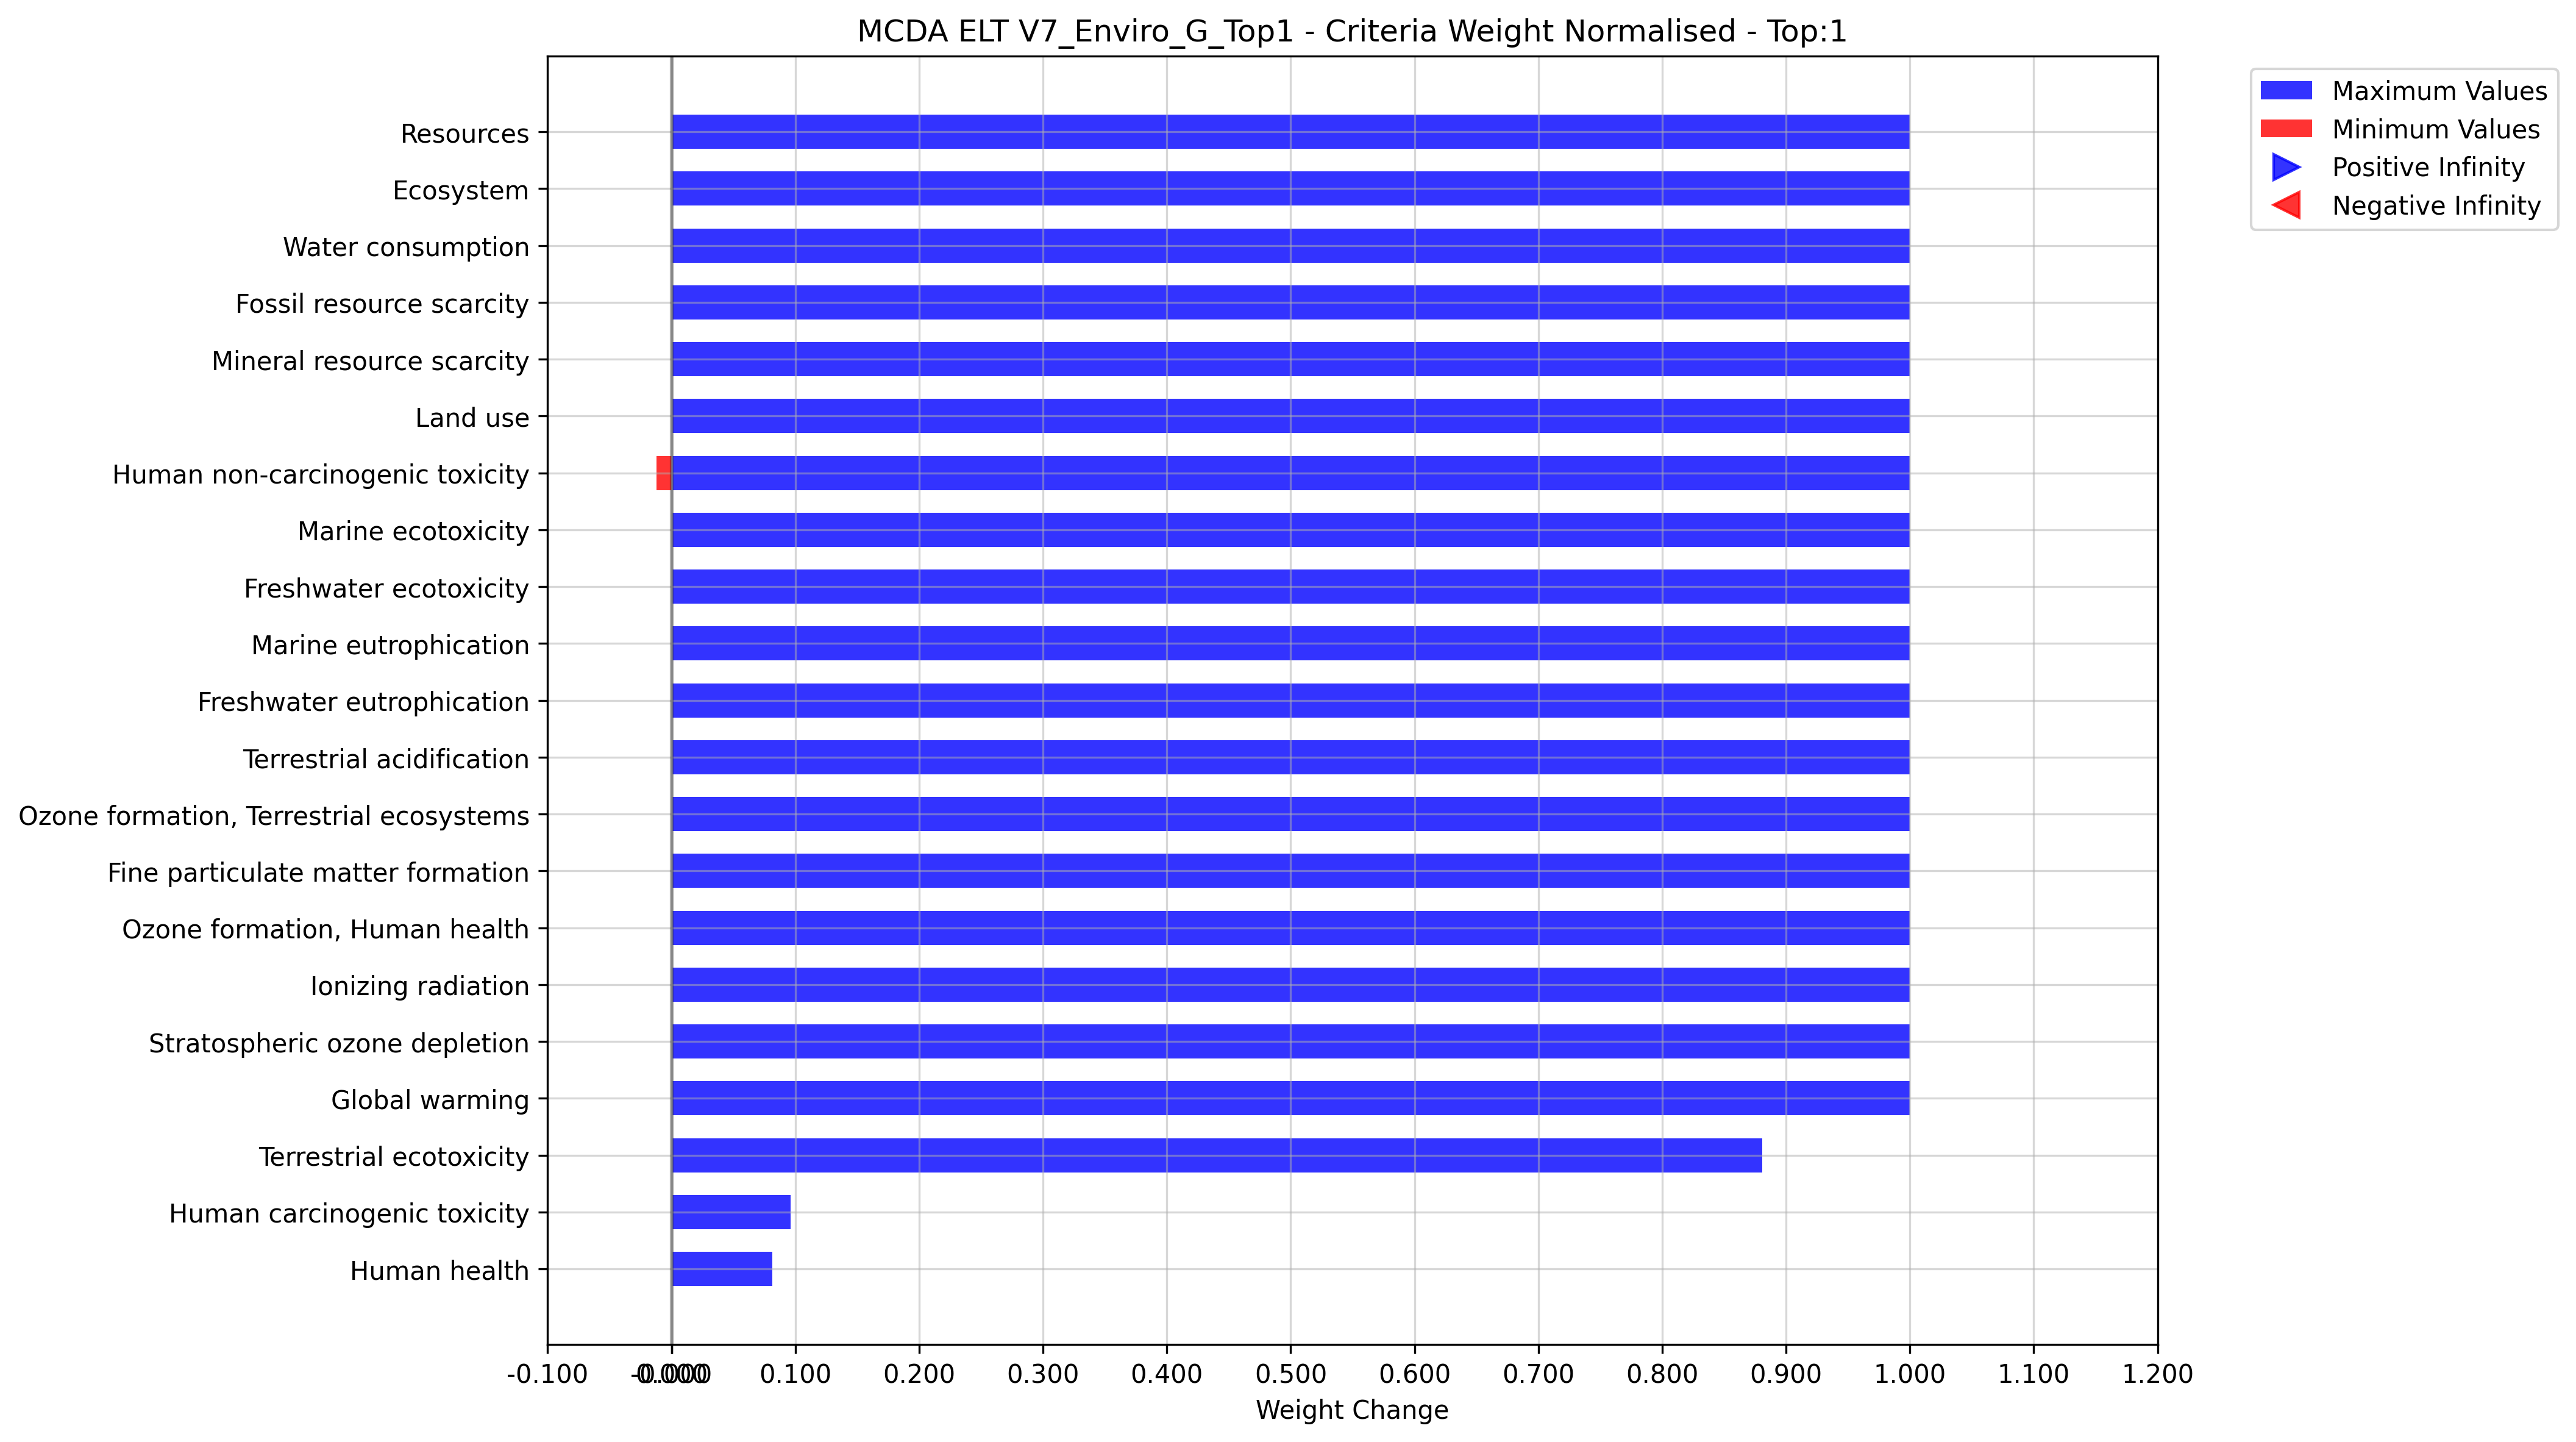 MCDA ELT V7_Enviro_G_Top1 - Criteria Weight Normalised - Top:1
Maximum Values
Minimum Values
Positive Infinity
Negative Infinity
Resources
Ecosystem
Water consumption
Fossil resource scarcity
Mineral resource scarcity
Land use
Human non-carcinogenic toxicity
Marine ecotoxicity
Freshwater ecotoxicity
Marine eutrophication
Freshwater eutrophication
Terrestrial acidification
Ozone formation, Terrestrial ecosystems
Fine particulate matter formation
Ozone formation, Human health
Ionizing radiation
Stratospheric ozone depletion
Global warming
Terrestrial ecotoxicity
Human carcinogenic toxicity
Human health
-0.100 -0.000 0.000 0.100 0.200 0.300 0.400 0.500 0.600 0.700 0.800 0.900 1.000 1.100 1.200
Weight Change